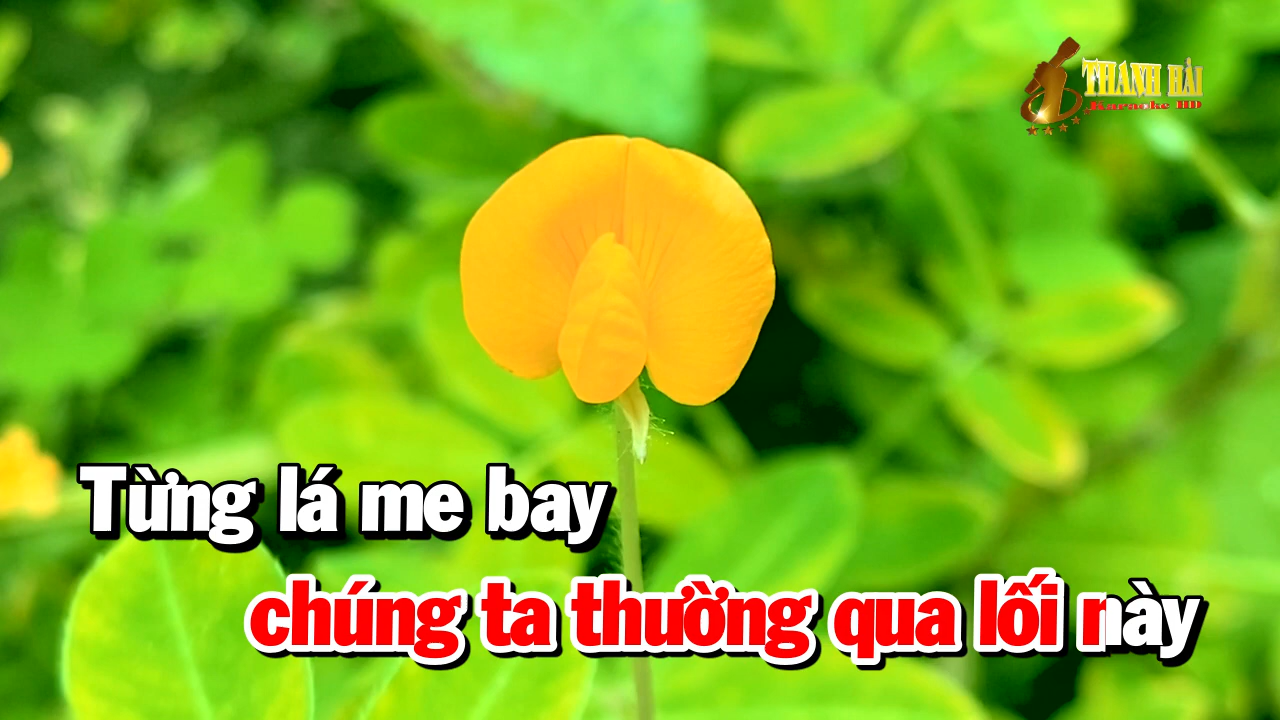 THANH HẢI
Karaoke HD
Từng lá me bay
chúng ta thường qua lối này